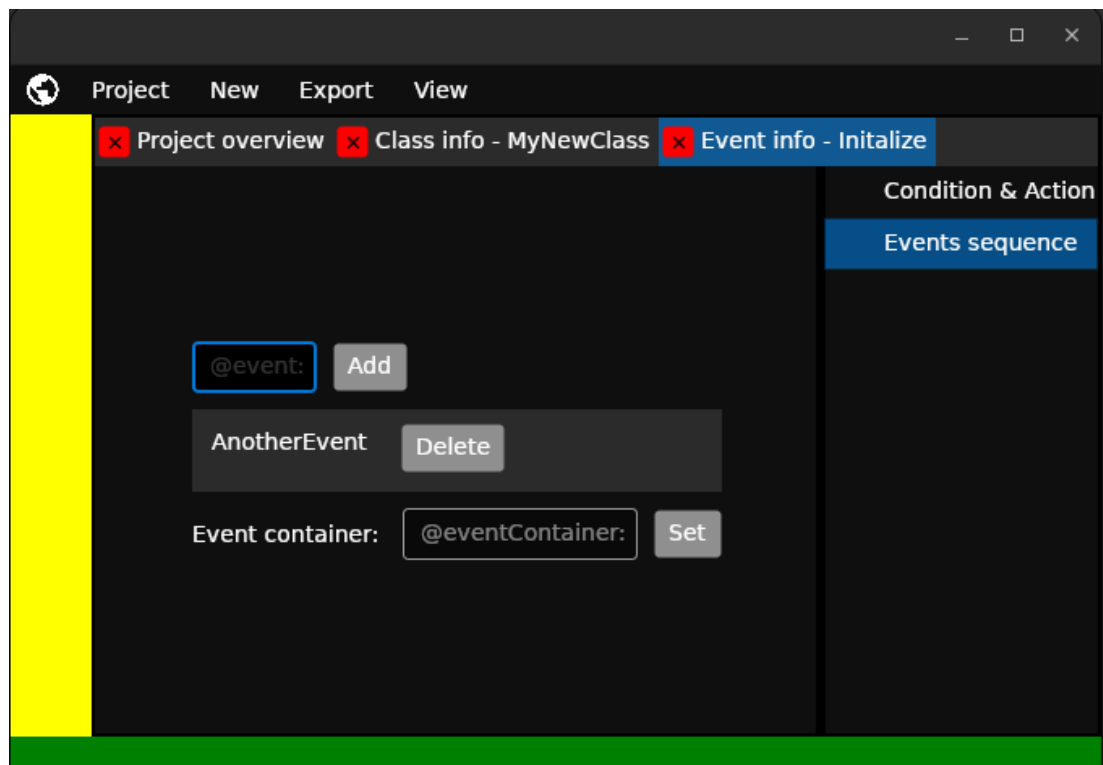 Project New Export View
Project overview Class info - MyNewClass Event info - Initalize
Condition & Action
Events sequence
@event: Add
AnotherEvent Delete
Event container: @eventContainer: Set